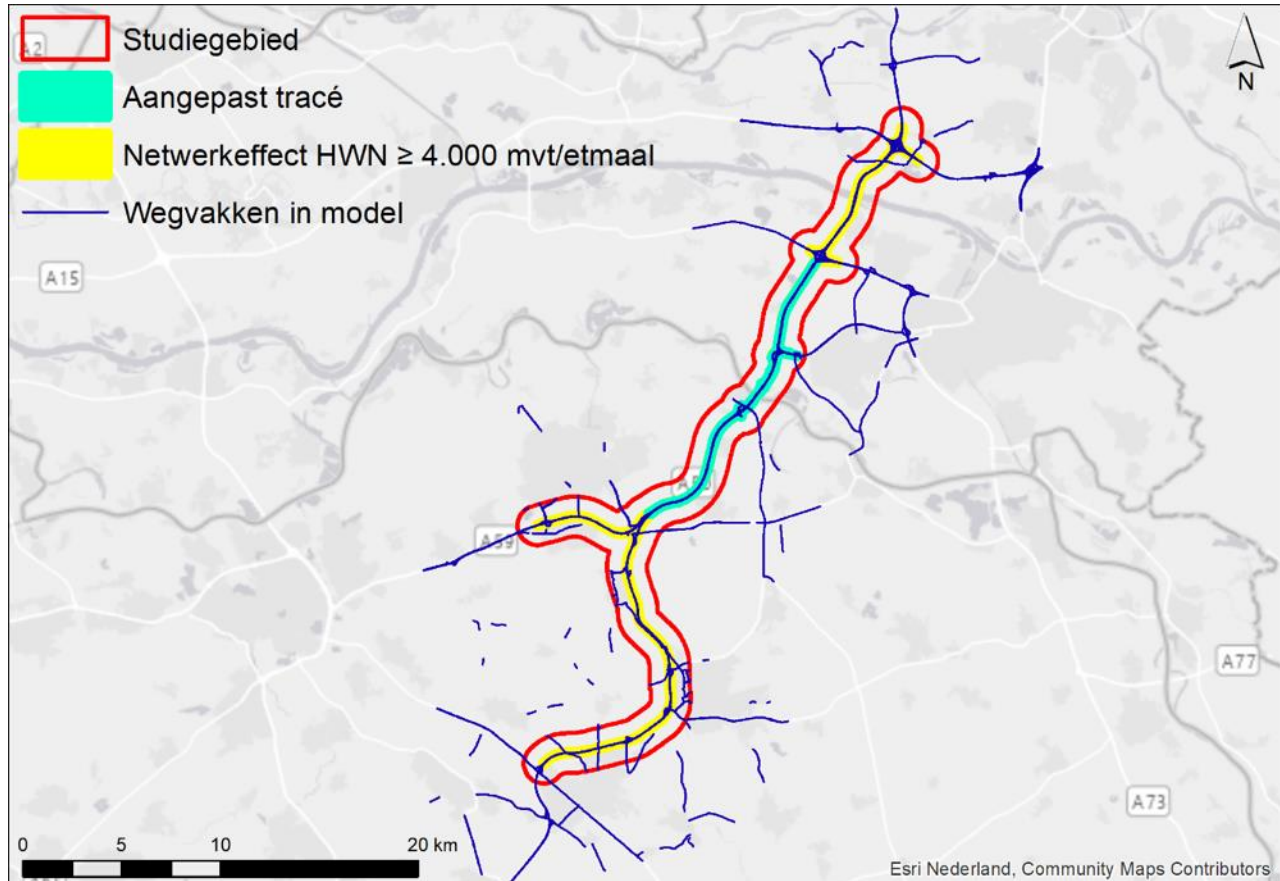 Studiegebied
Aangepast tracé
Netwerkeffect HWN ≥ 4.000 mvt/etmaal
Wegvakken in model
N
A2
A15
A59
A77
A73
0 5 10 20 km
Esri Nederland, Community Maps Contributors